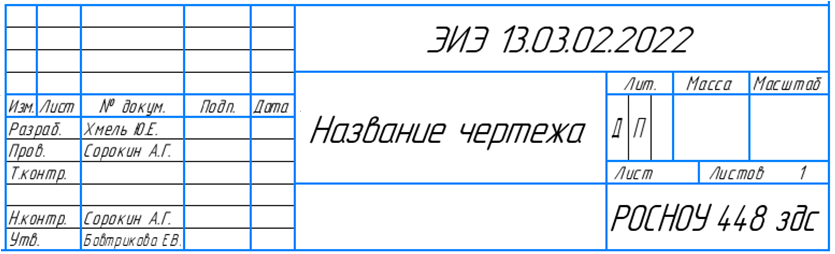 ЭИЭ 13.03.02.2022
Лит. Масса Масштаб
Изм. Лист № докум. Подп. Дата
Разраб. Хмель Ю.Е.
Название чертежа
Д П
Пров. Сорокин А.Г.
Т.контр.
Лист Листов 1
Н.контр. Сорокин А.Г.
РОСНОУ 448 здс
Утв. Бовтрикова Е.В.